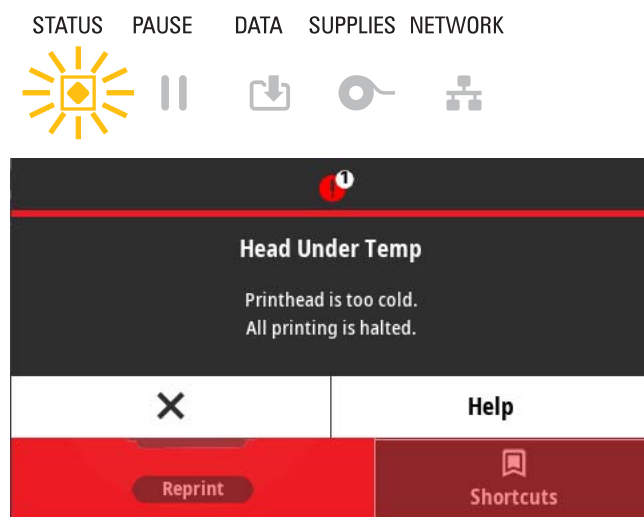 STATUS PAUSE DATA SUPPLIES NETWORK
1
Head Under Temp
Printhead is too cold.
All printing is halted.
Help
Reprint
Shortcuts